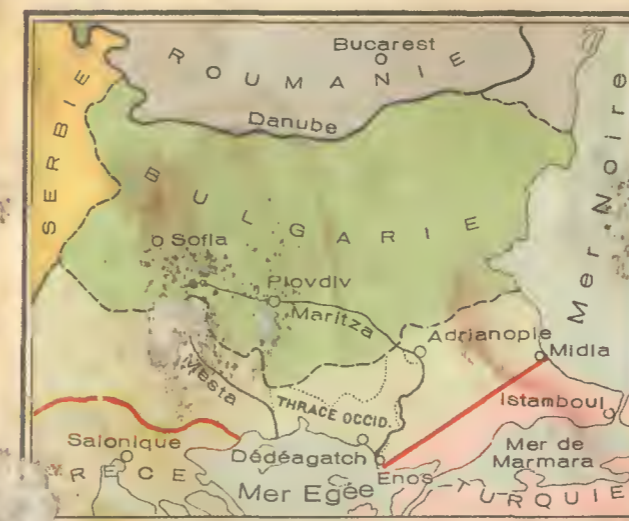 Bucarest
ROUMANIE
Danube
SERBIE
BULGARIE
Mer Noire
Sofia
Plovdiv
Maritza
Adrianople
Midia
Mesta
THRACE OCCID.
Istamboul
Salonique
Dédéagatch
Enos
Mer de
Marmara
RECE
Mer Egée
TURQUIE